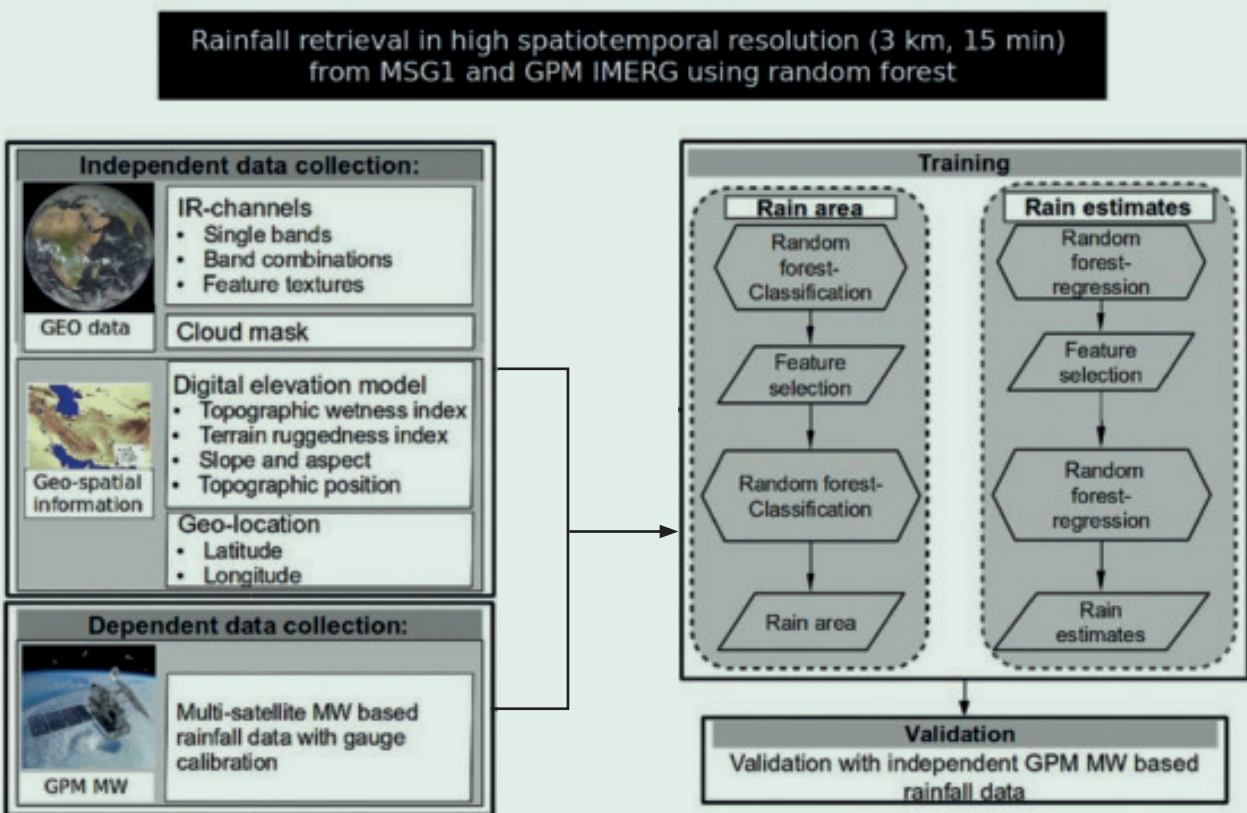 Rainfall retrieval in high spatiotemporal resolution (3 km, 15 min)
from MSG1 and GPM IMERG using random forest
Independent data collection:
GEO data
IR-channels
• Single bands
• Band combinations
• Feature textures
Cloud mask
Geo-spatial
information
Digital elevation model
• Topographic wetness index
• Terrain ruggedness index
• Slope and aspect
• Topographic position
Geo-location
• Latitude
• Longitude
Dependent data collection:
GPM MW
Multi-satellite MW based
rainfall data with gauge
calibration
Training
Rain area
Random
forest-
Classification
Feature
selection
Random forest-
Classification
Rain area
Rain estimates
Random
forest-
regression
Feature
selection
Random
forest-
regression
Rain
estimates
Validation
Validation with independent GPM MW based
rainfall data